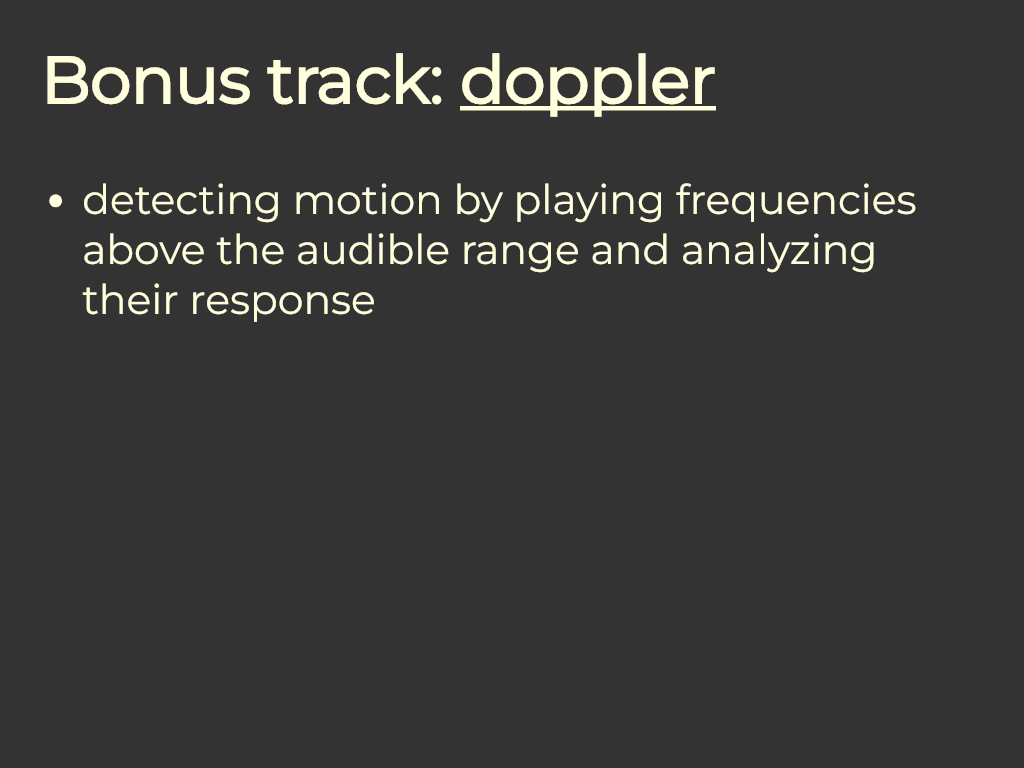 Bonus track: doppler
• detecting motion by playing frequencies
above the audible range and analyzing
their response